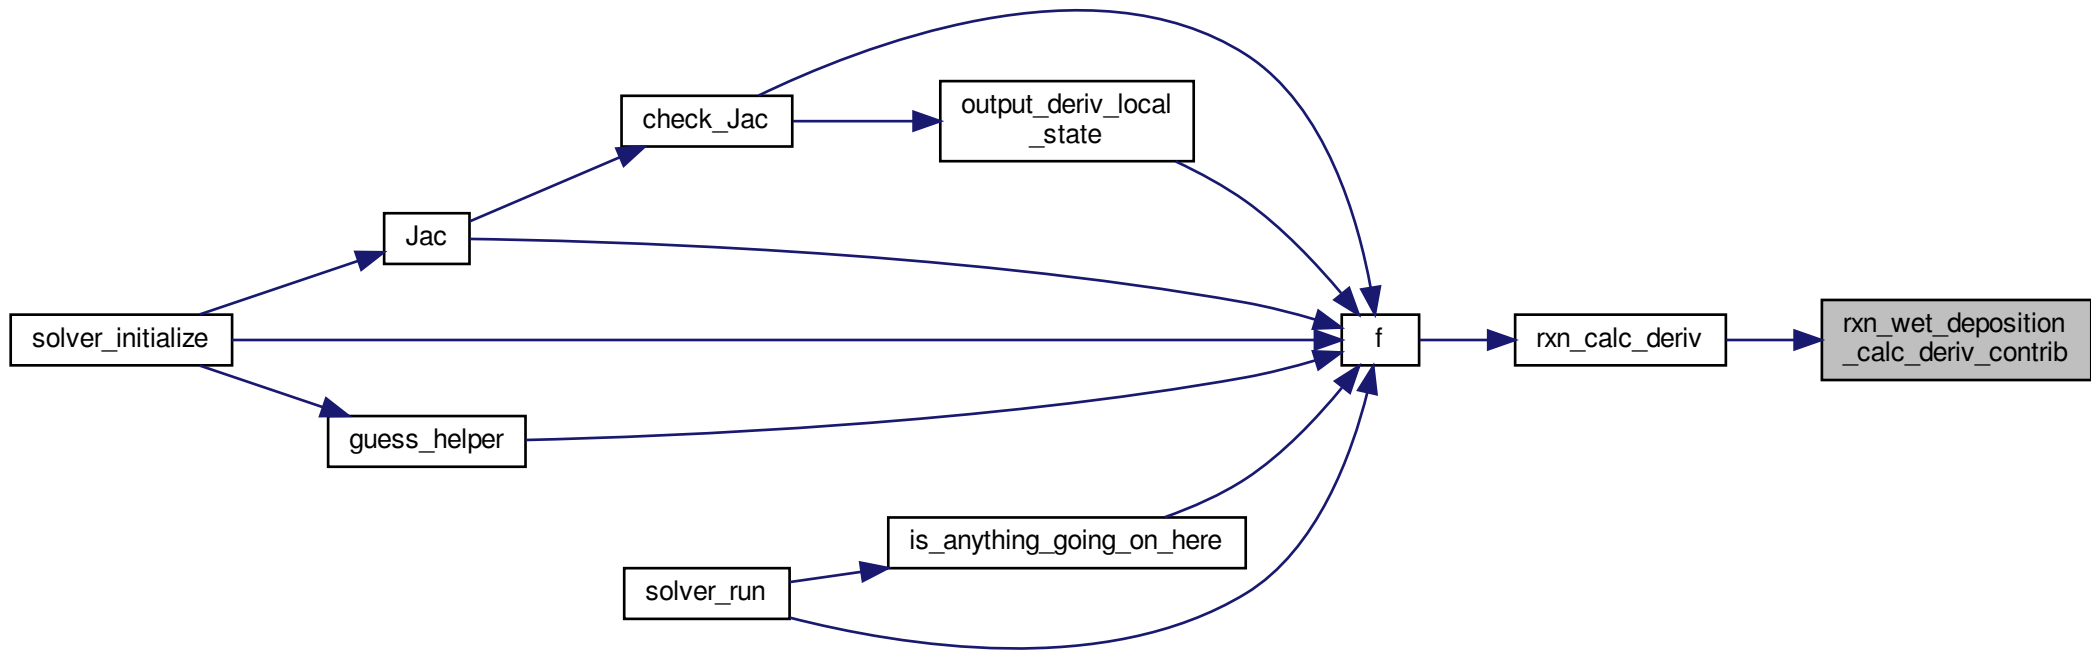 check_Jac
output_deriv_local
_state
Jac
solver_initialize
f
rxn_calc_deriv
rxn_wet_deposition
_calc_deriv_contrib
guess_helper
is_anything_going_on_here
solver_run